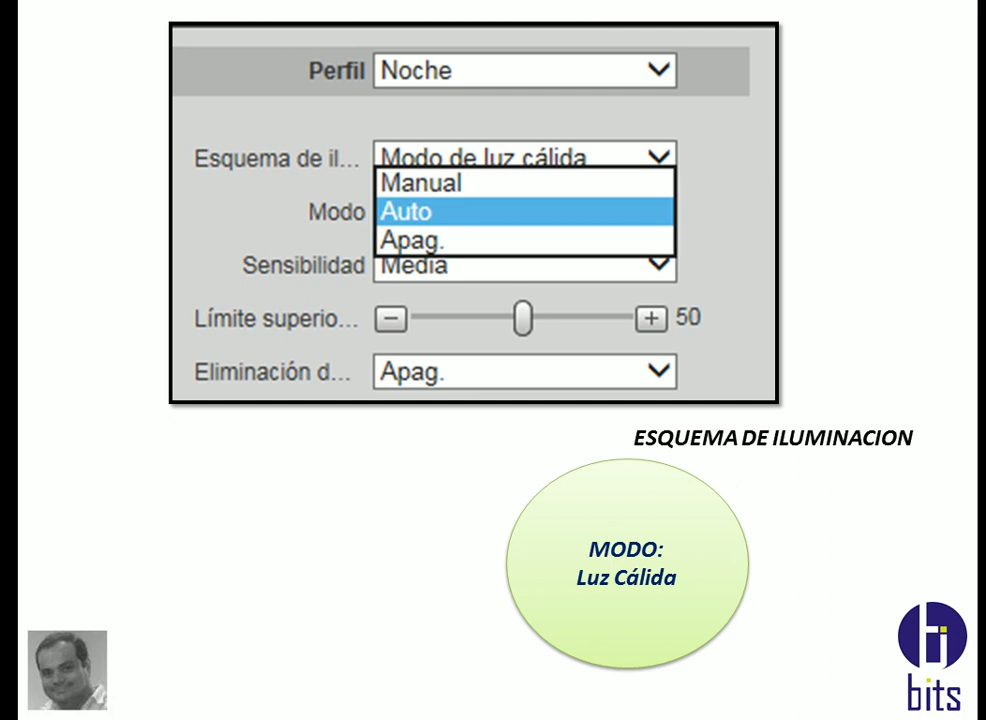 Perfil Noche
Esquema de il... Modo de luz cálida
Manual
Modo Auto
Apag.
Sensibilidad Media
Límite superio... − + 50
Eliminación d... Apag.
ESQUEMA DE ILUMINACION
MODO:
Luz Cálida
bits